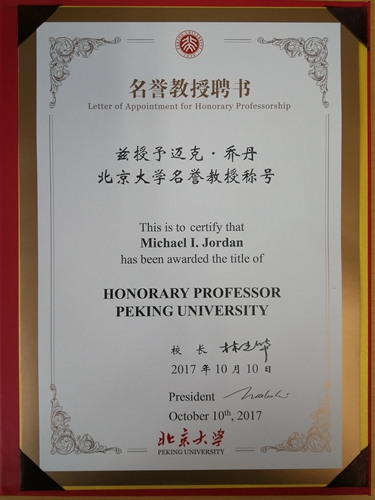 名誉教授聘书
Letter of Appointment for Honorary Professorship
兹授予迈克·乔丹
北京大学名誉教授称号
This is to certify that
Michael I. Jordan
has been awarded the title of
HONORARY PROFESSOR
PEKING UNIVERSITY
校 长 林建华
2017 年 10 月 10 日
President
October 10th, 2017
北京大学
PEKING UNIVERSITY